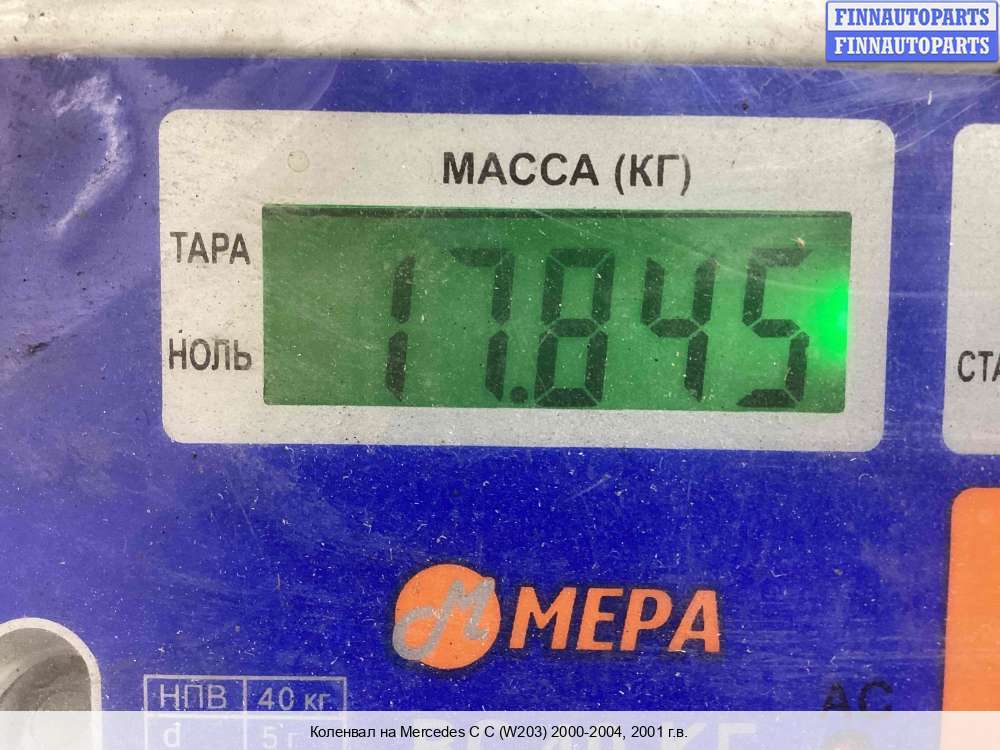 FINNAUTOPARTS
FINNAUTOPARTS
МАССА (КГ)
ТАРА
17.845
НОЛЬ
СТА
МЕРА
НПВ 40 кг
d 5 г
АС
Коленвал на Mercedes C C (W203) 2000-2004, 2001 г.в.